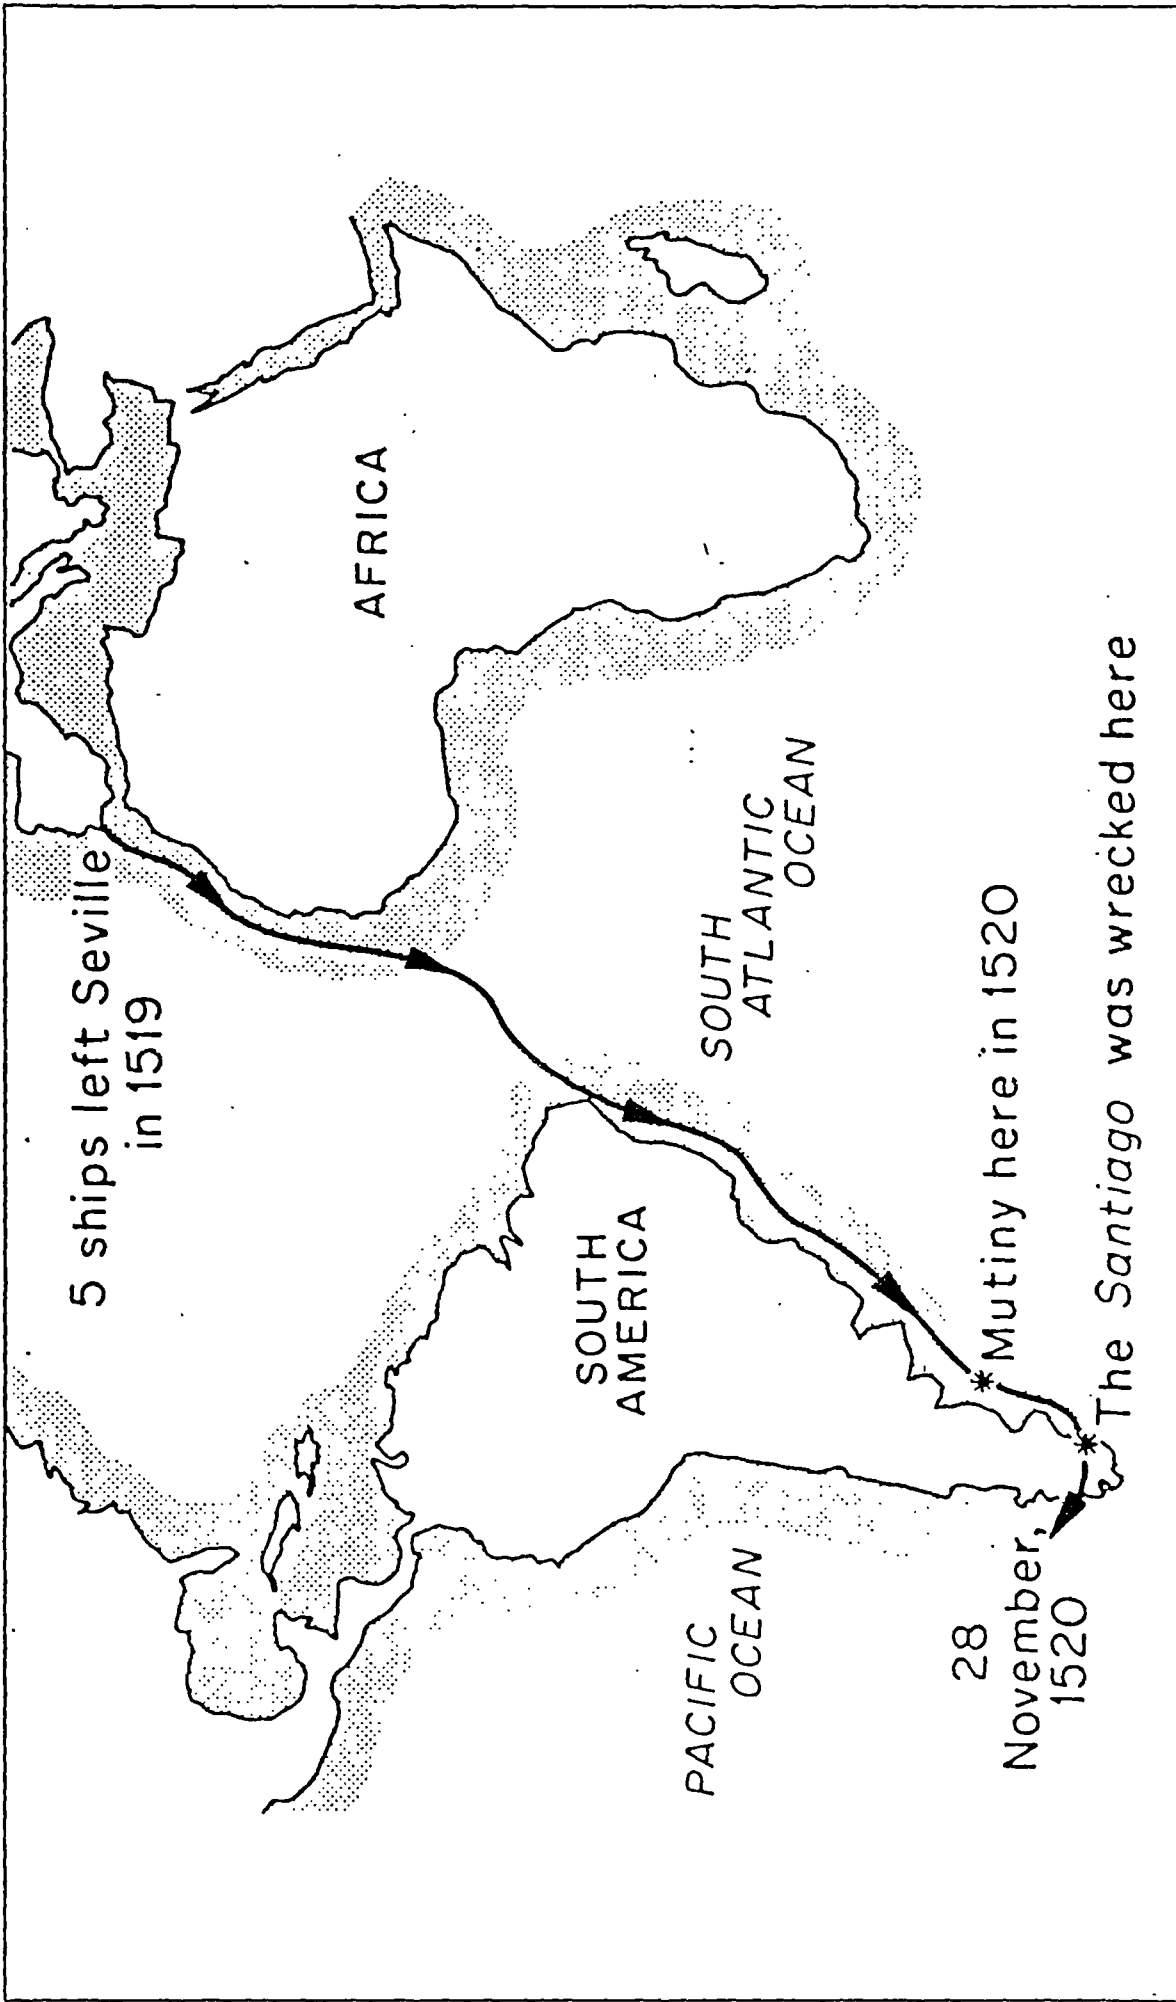 5 ships left Seville
in 1519
AFRICA
SOUTH
AMERICA
SOUTH
ATLANTIC
OCEAN
PACIFIC
OCEAN
Mutiny here in 1520
28
November,
1520
The Santiago was wrecked here